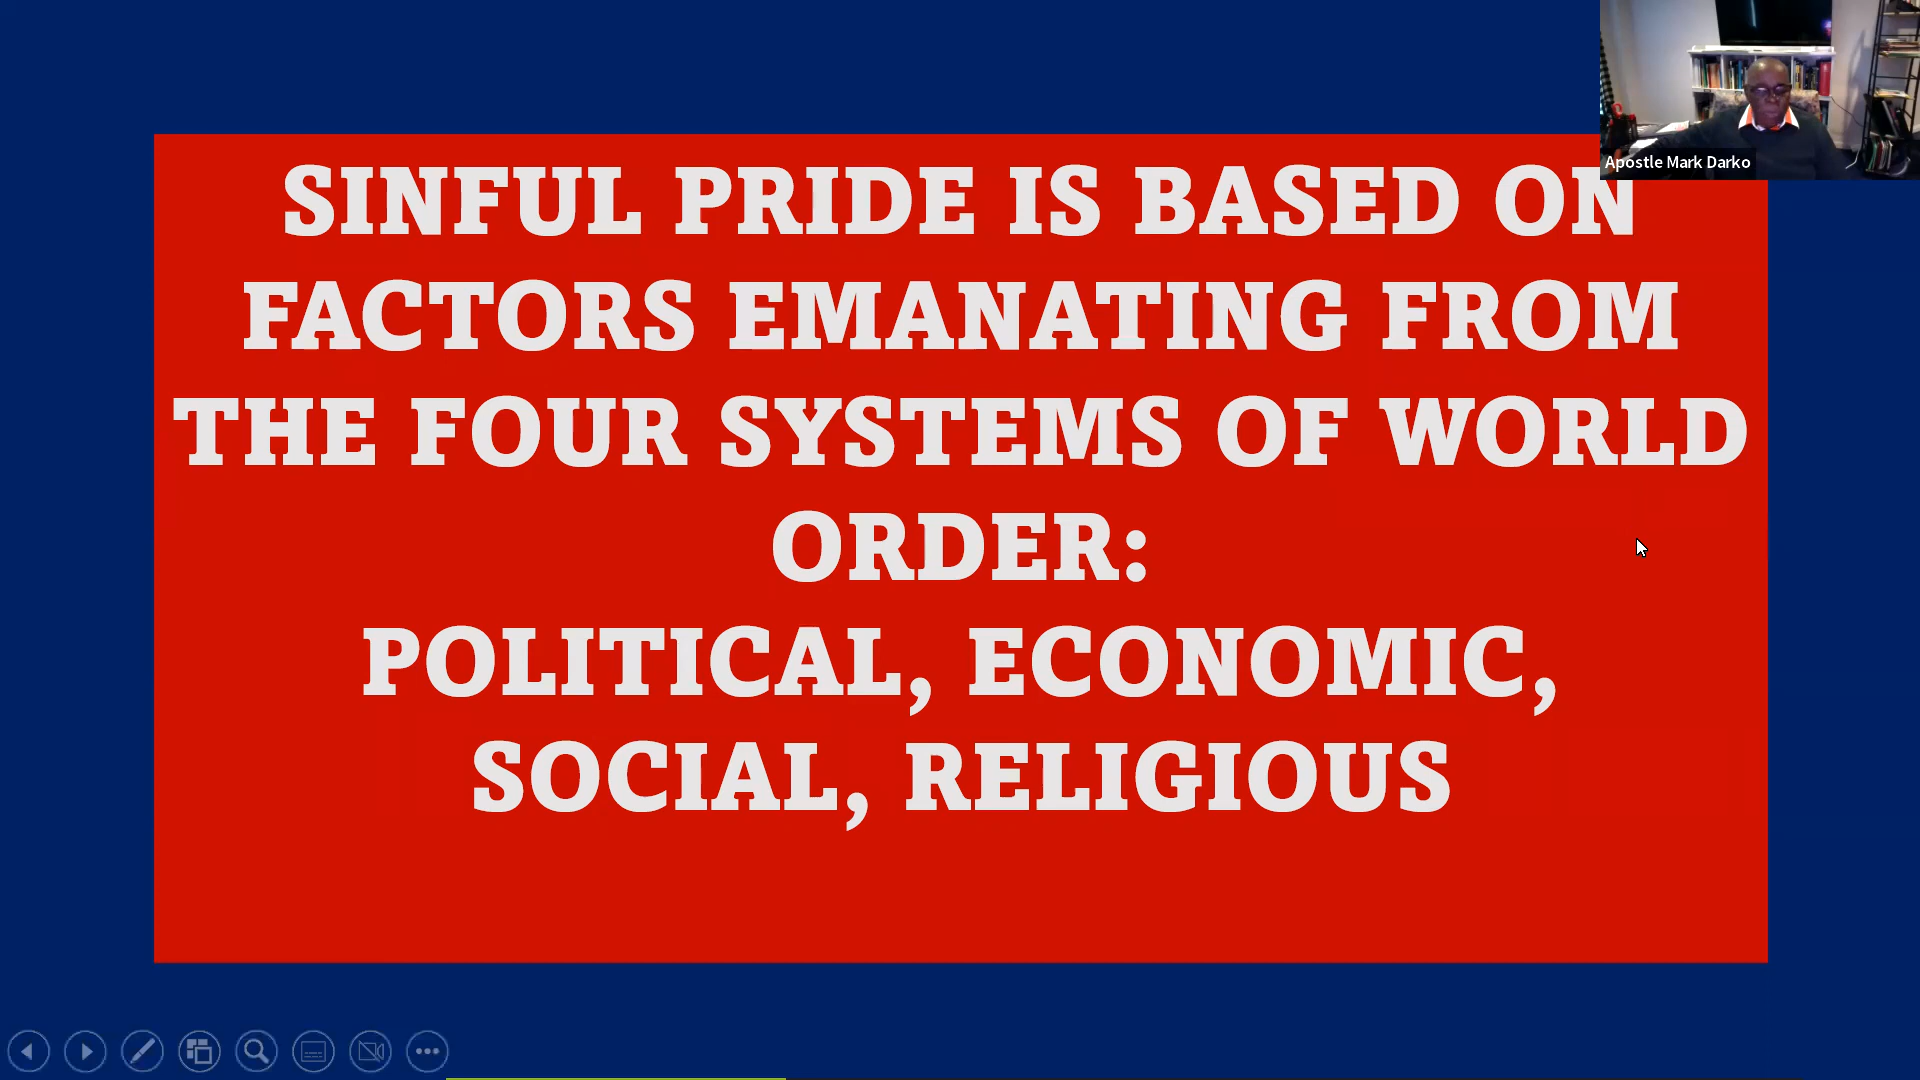 SINFUL PRIDE IS BASED ON
FACTORS EMANATING FROM
THE FOUR SYSTEMS OF WORLD
ORDER:
POLITICAL, ECONOMIC,
SOCIAL, RELIGIOUS
Apostle Mark Darko